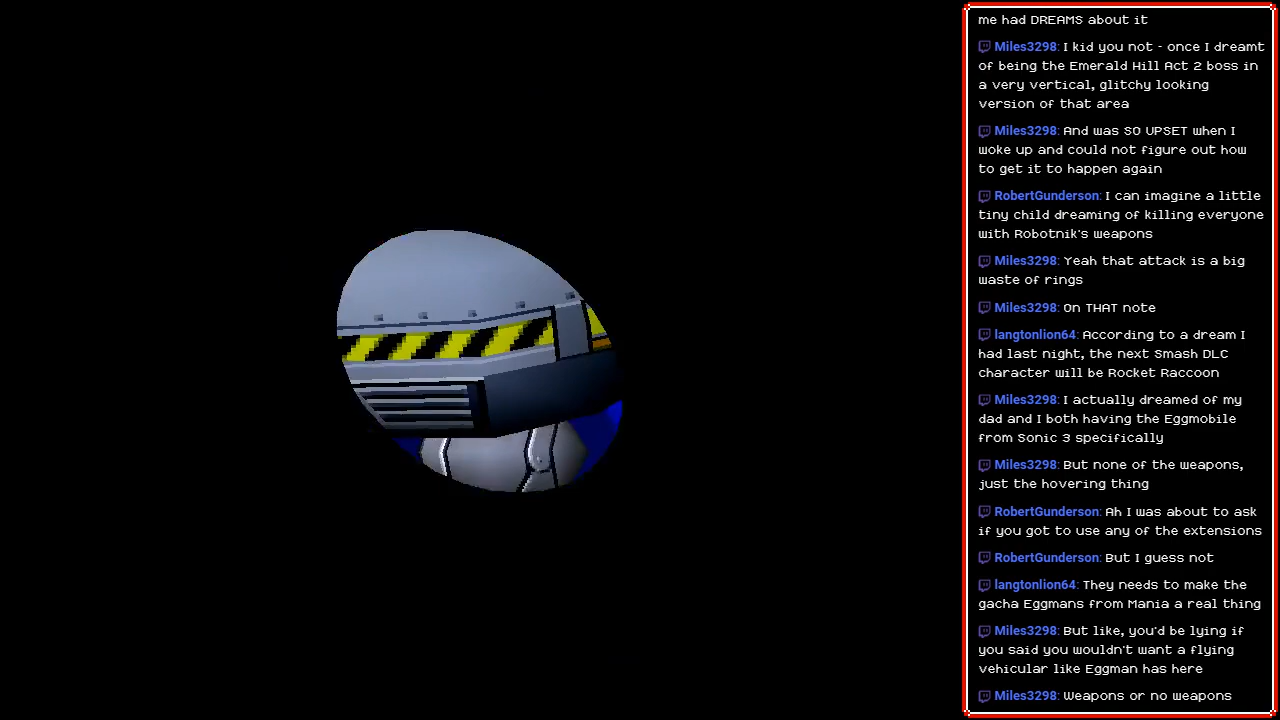 me had DREAMS about it
Miles3298: I kid you not - once I dreamt
of being the Emerald Hill Act 2 boss in
a very vertical, glitchy looking
version of that area
Miles3298: And was SO UPSET when I
woke up and could not figure out how
to get it to happen again
RobertGunderson: I can imagine a little
tiny child dreaming of killing everyone
with Robotnik's weapons
Miles3298: Yeah that attack is a big
waste of rings
Miles3298: On THAT note
langtonlion64: According to a dream I
had last night, the next Smash DLC
character will be Rocket Raccoon
Miles3298: I actually dreamed of my
dad and I both having the Eggmobile
from Sonic 3 specifically
Miles3298: But none of the weapons,
just the hovering thing
RobertGunderson: Ah I was about to ask
if you got to use any of the extensions
RobertGunderson: But I guess not
langtonlion64: They needs to make the
gacha Eggmans from Mania a real thing
Miles3298: But like, you'd be lying if
you said you wouldn't want a flying
vehicular like Eggman has here
Miles3298: Weapons or no weapons